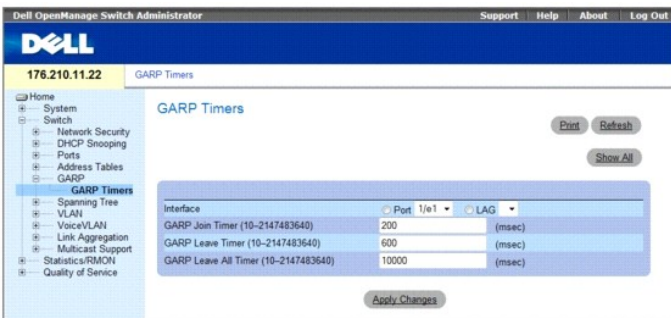 Dell OpenManage Switch Administrator Support Help About Log Out
DELL
176.210.11.22 GARP Timers
Home
System
Switch
Network Security
DHCP Snooping
Ports
Address Tables
GARP
GARP Timers
Spanning Tree
VLAN
VoiceVLAN
Link Aggregation
Multicast Support
Statistics/RMON
Quality of Service
GARP Timers
Print Refresh
Show All
Interface Port 1/e1 LAG
GARP Join Timer (10–2147483640) 200 (msec)
GARP Leave Timer (10–2147483640) 600 (msec)
GARP Leave All Timer (10–2147483640) 10000 (msec)
Apply Changes